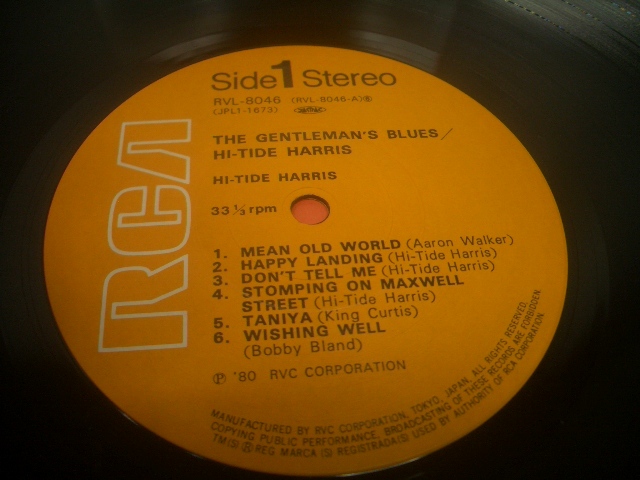 Side 1 Stereo
RVL-8046 (RVL-8046-A)
(JPL1-1673)
THE GENTLEMAN'S BLUES/
HI-TIDE HARRIS
HI-TIDE HARRIS
33 1/3 rpm
RCA
1. MEAN OLD WORLD (Aaron Walker)
2. HAPPY LANDING (Hi-Tide Harris)
3. DON'T TELL ME (Hi-Tide Harris)
4. STOMPING ON MAXWELL
STREET (Hi-Tide Harris)
5. TANIYA (King Curtis)
6. WISHING WELL
(Bobby Bland)
Ⓟ '80 RVC CORPORATION
MANUFACTURED BY RVC CORPORATION, TOKYO, JAPAN. ALL RIGHTS RESERVED.
COPYING PUBLIC PERFORMANCE, BROADCASTING OF THESE RECORDS ARE FORBIDDEN.
TM(S) ® REG. MARCA (S) REGISTRADA(S) USED BY AUTHORITY OF RCA CORPORATION.